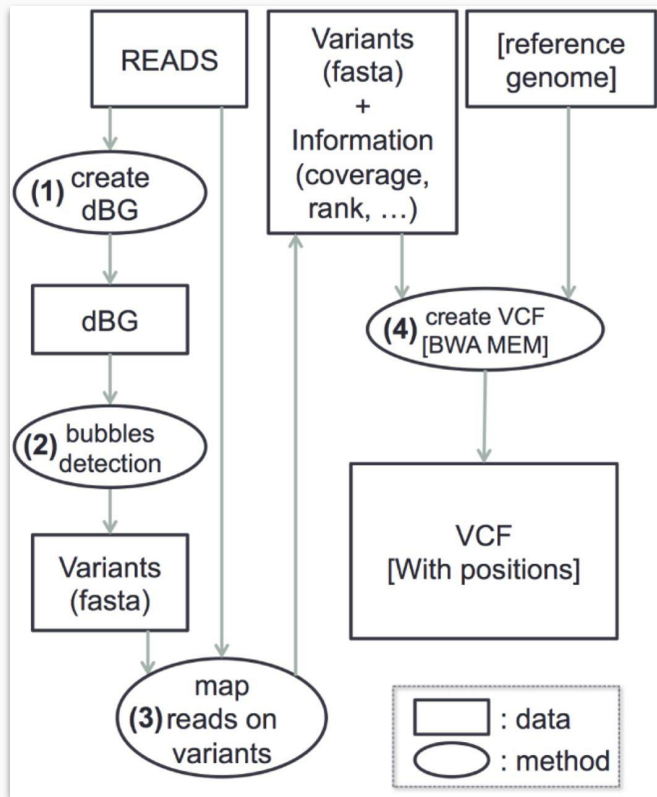 READS
(1) create
dBG
dBG
(2) bubbles
detection
Variants
(fasta)
map
(3) reads on
variants
Variants
(fasta)
+
Information
(coverage,
rank, ...)
[reference
genome]
(4) create VCF
[BWA MEM]
VCF
[With positions]
: data
: method